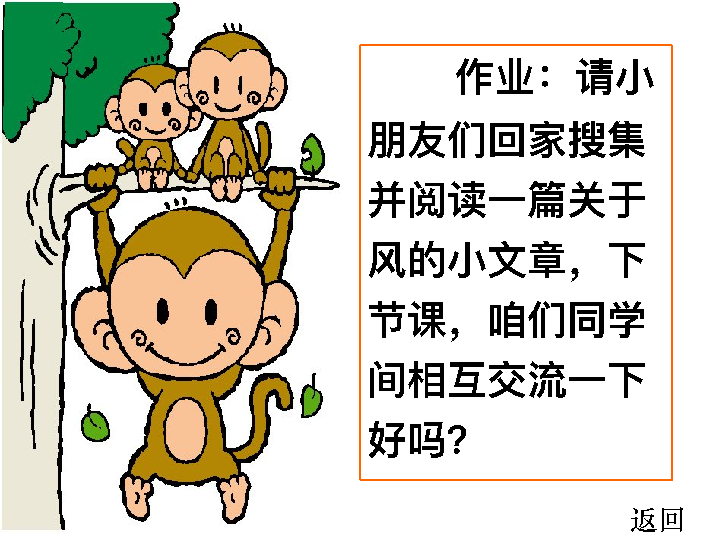 作业：请小
朋友们回家搜集
并阅读一篇关于
风的小文章，下
节课，咱们同学
间相互交流一下
好吗？
返回